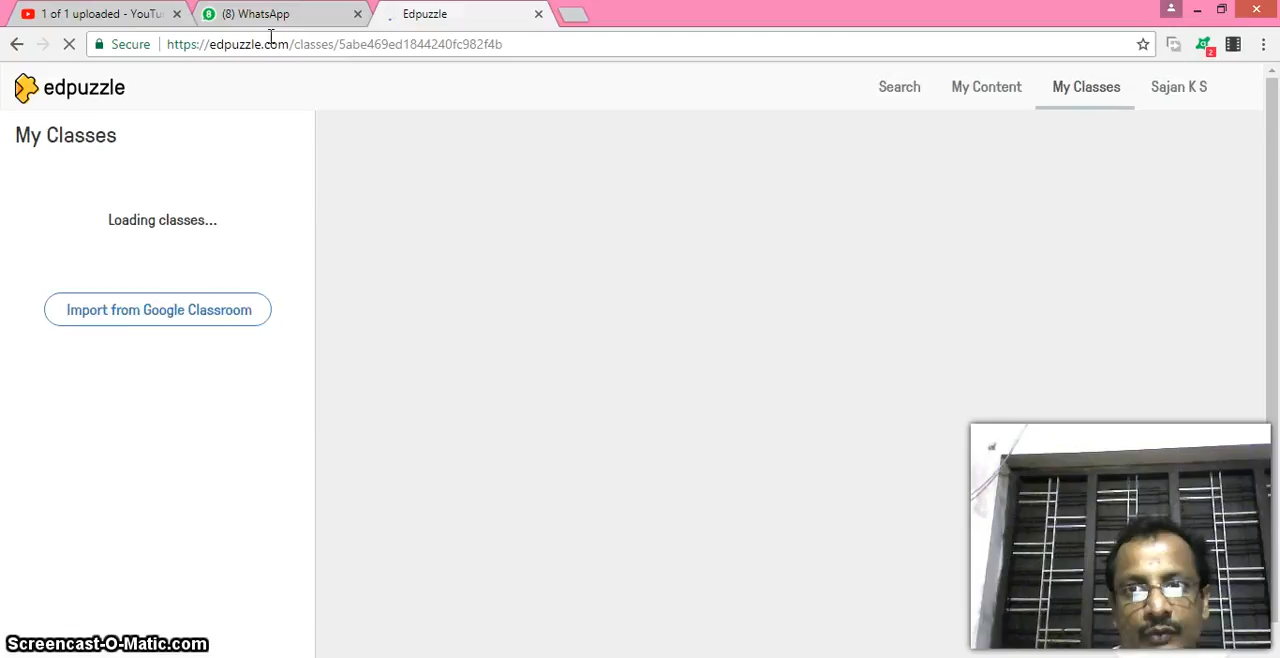 1 of 1 uploaded - YouTu
(8) WhatsApp
Edpuzzle
Secure
https://edpuzzle.com/classes/5abe469ed1844240fc982f4b
2
edpuzzle
Search
My Content
My Classes
Sajan K S
My Classes
Loading classes...
Import from Google Classroom
Screencast-O-Matic.com